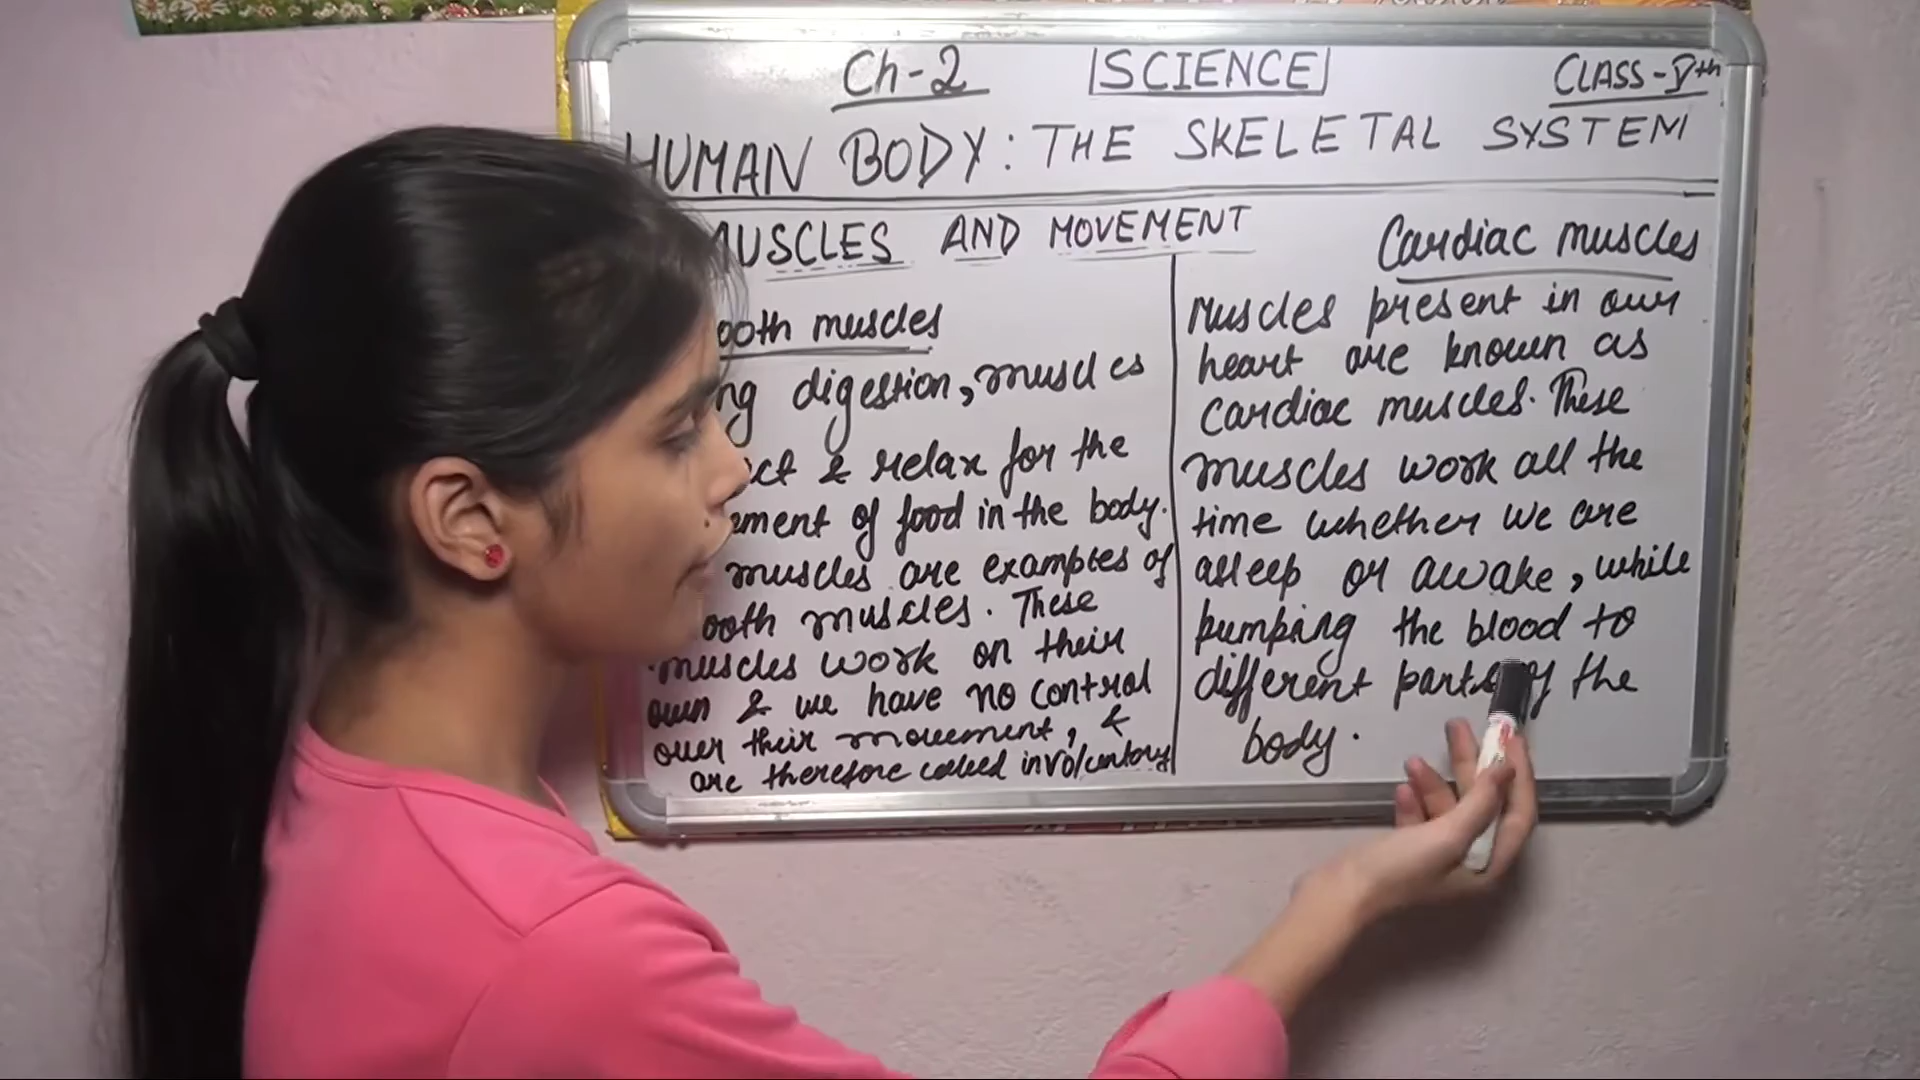 Ch-2 |SCIENCE| CLASS-Vth
HUMAN BODY: THE SKELETAL SYSTEM
MUSCLES AND MOVEMENT
ooth muscles
ng digestion, muscles
ct & relax for the
ement of food in the body.
muscles are examples of
ooth muscles. These
muscles work on their
own & we have no control
over their movement, &
are therefore called involuntary
Cardiac muscles
Muscles present in our
heart are known as
cardiac muscles. These
muscles work all the
time whether we are
asleep or awake, while
pumping the blood to
different parts of the
body.